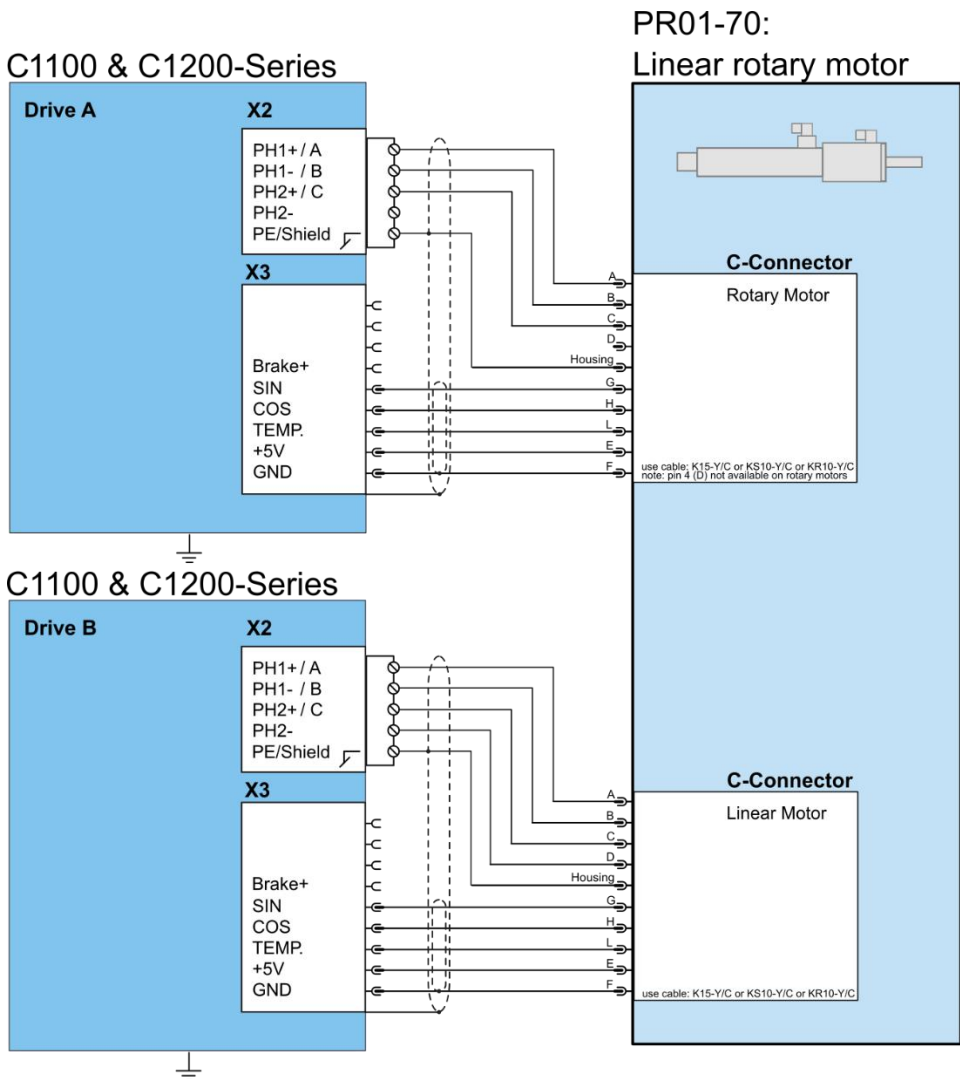 PR01-70:
C1100 & C1200-Series
Linear rotary motor
Drive A
X2
PH1+/ A
PH1- / B
PH2+/ C
PH2-
PE/Shield
X3
Brake+
SIN
COS
TEMP.
+5V
GND
C-Connector
Rotary Motor
A
B
C
D
Housing
G
H
L
E
F
use cable: K15-Y/C or KS10-Y/C or KR10-Y/C
note: pin 4 (D) not available on rotary motors
C1100 & C1200-Series
Drive B
X2
PH1+/ A
PH1- / B
PH2+/ C
PH2-
PE/Shield
X3
Brake+
SIN
COS
TEMP.
+5V
GND
C-Connector
Linear Motor
A
B
C
D
Housing
G
H
L
E
F
use cable: K15-Y/C or KS10-Y/C or KR10-Y/C